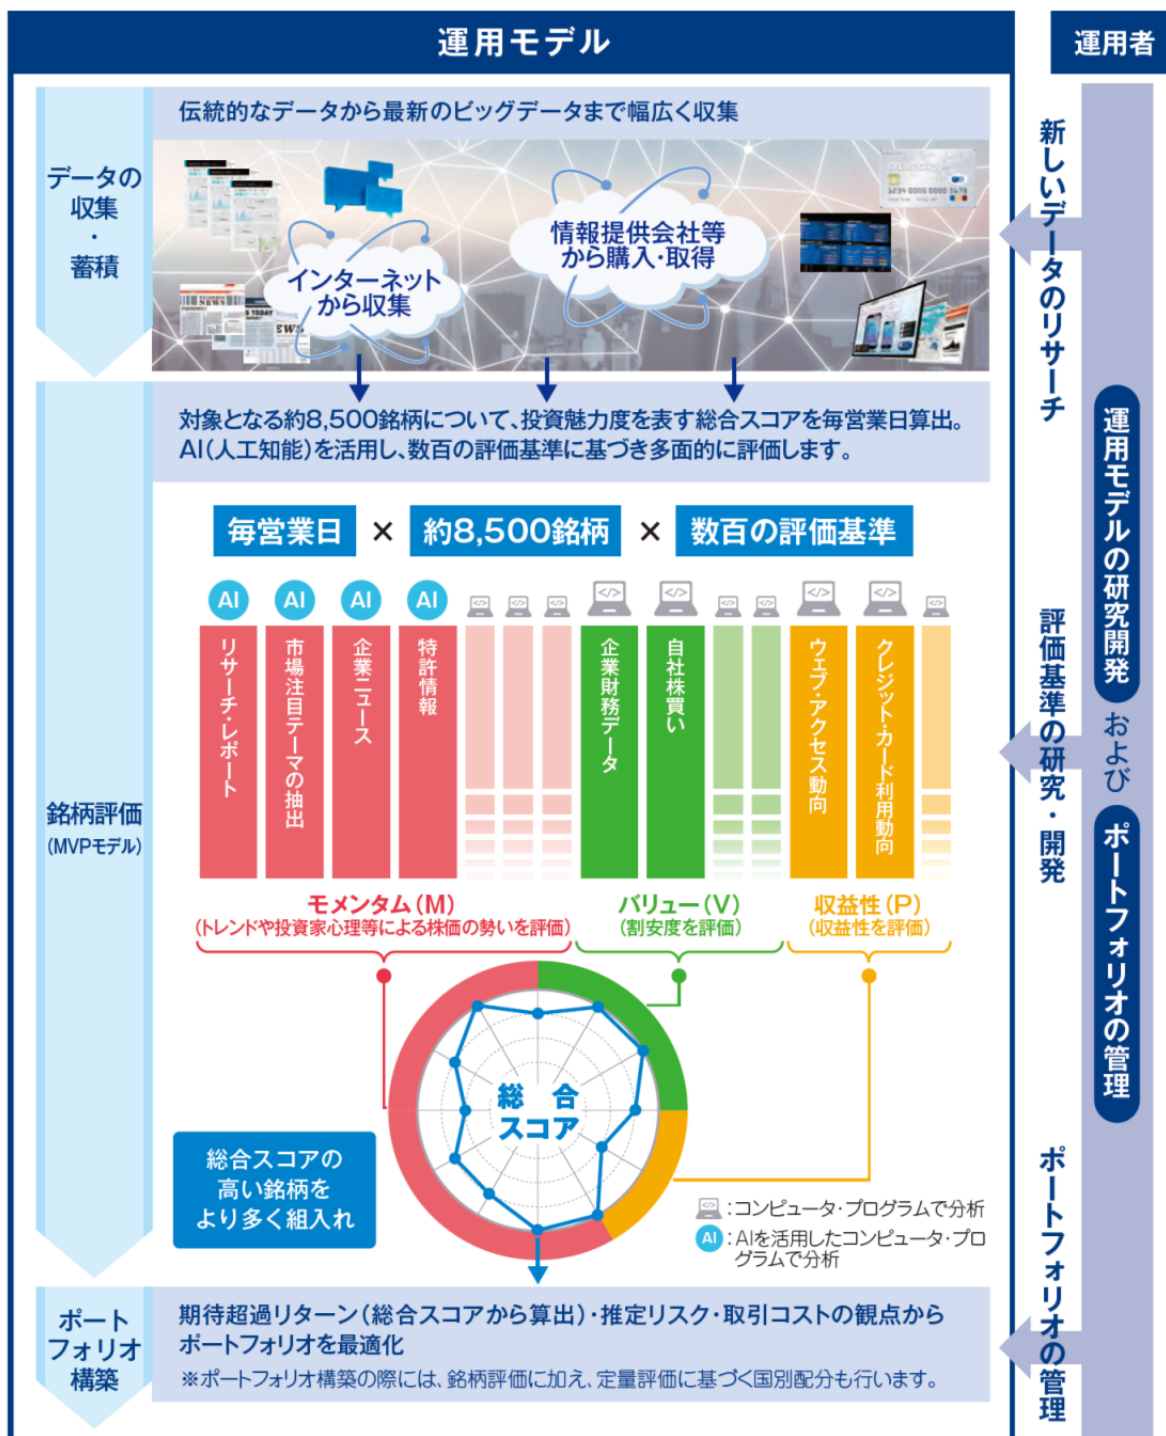 運用モデル
運用者
データの
収集
・
蓄積
伝統的なデータから最新のビッグデータまで幅広く収集
インターネット
から収集
情報提供会社等
から購入・取得
1234 0000 0000 5678
NEWS
NEWS
新しいデータのリサーチ
銘柄評価
(MVPモデル)
対象となる約8,500銘柄について、投資魅力度を表す総合スコアを毎営業日算出。
AI(人工知能)を活用し、数百の評価基準に基づき多面的に評価します。
毎営業日 × 約8,500銘柄 × 数百の評価基準
AI
AI
AI
AI
リサーチ・レポート
市場注目テーマの抽出
企業ニュース
特許情報
企業財務データ
自社株買い
ウェブ・アクセス動向
クレジット・カード利用動向
モメンタム(M)
(トレンドや投資家心理等による株価の勢いを評価)
バリュー(V)
(割安度を評価)
収益性(P)
(収益性を評価)
総合
スコア
総合スコアの
高い銘柄を
より多く組入れ
:コンピュータ・プログラムで分析
AI:AIを活用したコンピュータ・プロ
グラムで分析
評価基準の研究・開発
運用モデルの研究開発
および
ポートフォリオの管理
ポート
フォリオ
構築
期待超過リターン(総合スコアから算出)・推定リスク・取引コストの観点から
ポートフォリオを最適化
※ポートフォリオ構築の際には、銘柄評価に加え、定量評価に基づく国別配分も行います。
ポートフォリオの管理